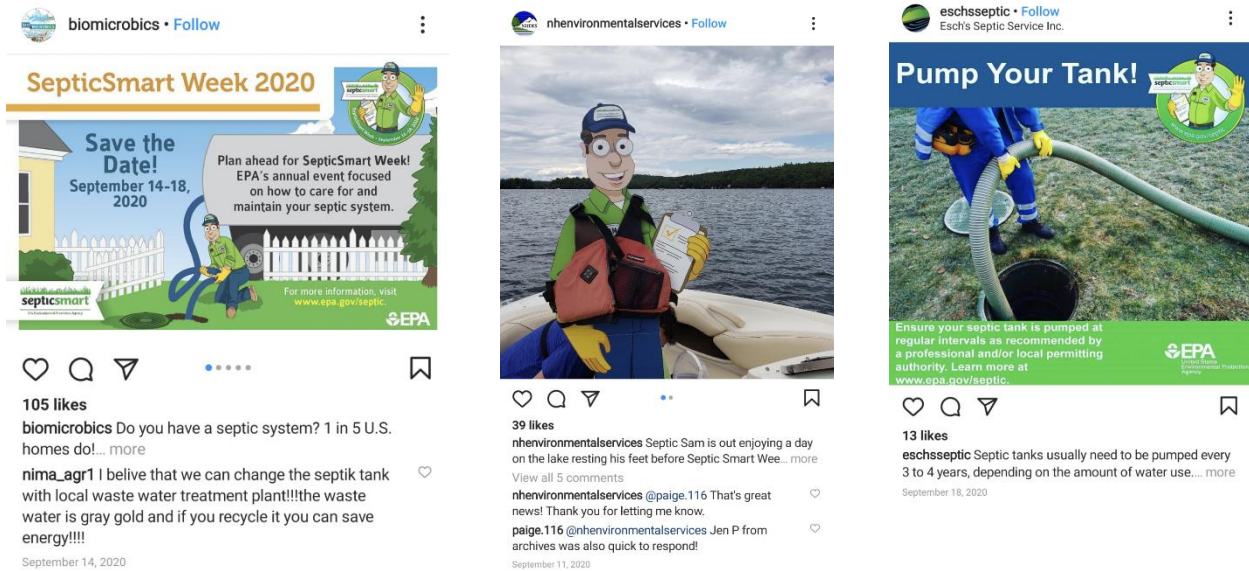 biomicrobics • Follow
SepticSmart Week 2020
Save the
Date!
September 14-18,
2020
Plan ahead for SepticSmart Week!
EPA's annual event focused
on how to care for and
maintain your septic system.
septicsmart
For more information, visit
www.epa.gov/septic.
EPA
105 likes
biomicrobics Do you have a septic system? 1 in 5 U.S.
homes do!... more
nima_agr1 I belive that we can change the septik tank
with local waste water treatment plant!!!the waste
water is gray gold and if you recycle it you can save
energy!!!!
September 14, 2020
nhenvironmentalservices • Follow
39 likes
nhenvironmentalservices Septic Sam is out enjoying a day
on the lake resting his feet before Septic Smart Wee... more
View all 5 comments
nhenvironmentalservices @paige.116 That's great
news! Thank you for letting me know.
paige.116 @nhenvironmentalservices Jen P from
archives was also quick to respond!
September 11, 2020
eschsseptic • Follow
Esch's Septic Service Inc.
Pump Your Tank!
septicsmart
www.epa.gov/septic
Ensure your septic tank is pumped at
regular intervals as recommended by
a professional and/or local permitting
authority. Learn more at
www.epa.gov/septic.
EPA
United States
Environmental Protection
Agency
13 likes
eschsseptic Septic tanks usually need to be pumped every
3 to 4 years, depending on the amount of water use.... more
September 18, 2020